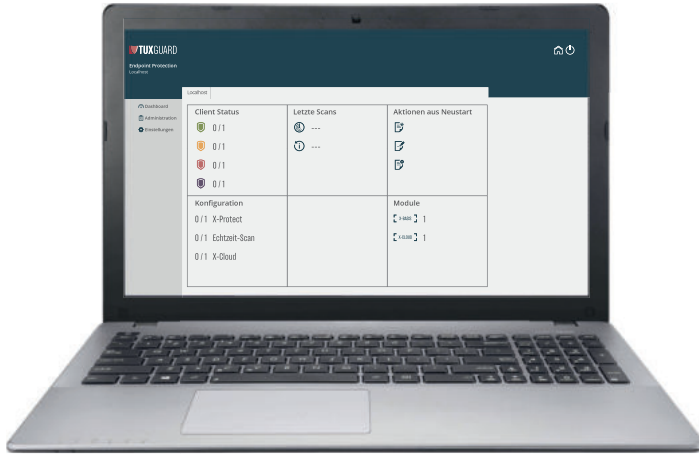 TUXGUARD
Endpoint Protection
Localhost
Localhost
Dashboard
Administration
Einstellungen
Client Status
0 / 1
0 / 1
0 / 1
0 / 1
Letzte Scans
---
---
Aktionen aus Neustart
Konfiguration
0 / 1 X-Protect
0 / 1 Echtzeit-Scan
0 / 1 X-Cloud
Module
1
X-CLOUD 1